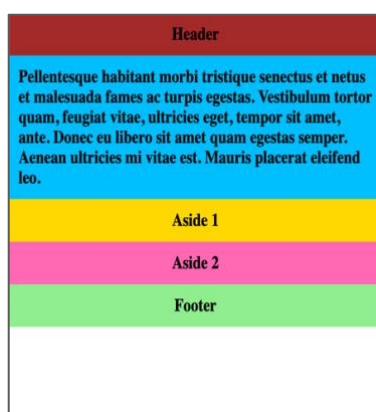 Header
Pellentesque habitant morbi tristique senectus et netus
et malesuada fames ac turpis egestas. Vestibulum tortor
quam, feugiat vitae, ultricies eget, tempor sit amet,
ante. Donec eu libero sit amet quam egestas semper.
Aenean ultricies mi vitae est. Mauris placerat eleifend
leo.
Aside 1
Aside 2
Footer